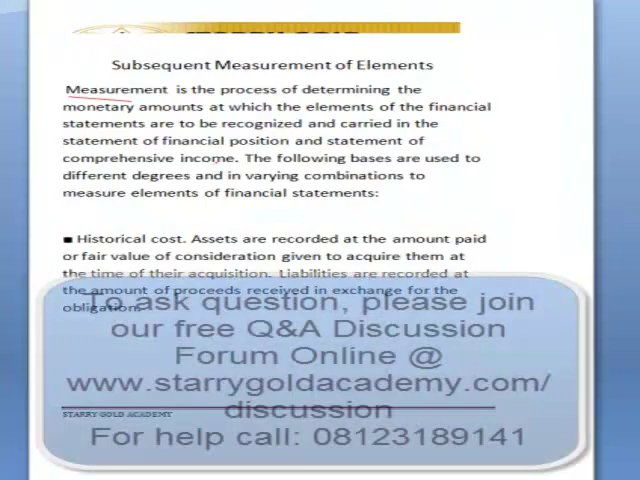 STARRY GOLD
Subsequent Measurement of Elements
Measurement is the process of determining the
monetary amounts at which the elements of the financial
statements are to be recognized and carried in the
statement of financial position and statement of
comprehensive income. The following bases are used to
different degrees and in varying combinations to
measure elements of financial statements:
■ Historical cost. Assets are recorded at the amount paid
or fair value of consideration given to acquire them at
the time of their acquisition. Liabilities are recorded at
the amount of proceeds received in exchange for the
obligation.
To ask question, please join
our free Q&A Discussion
Forum Online @
www.starrygoldacademy.com/
discussion
STARRY GOLD ACADEMY
For help call: 08123189141